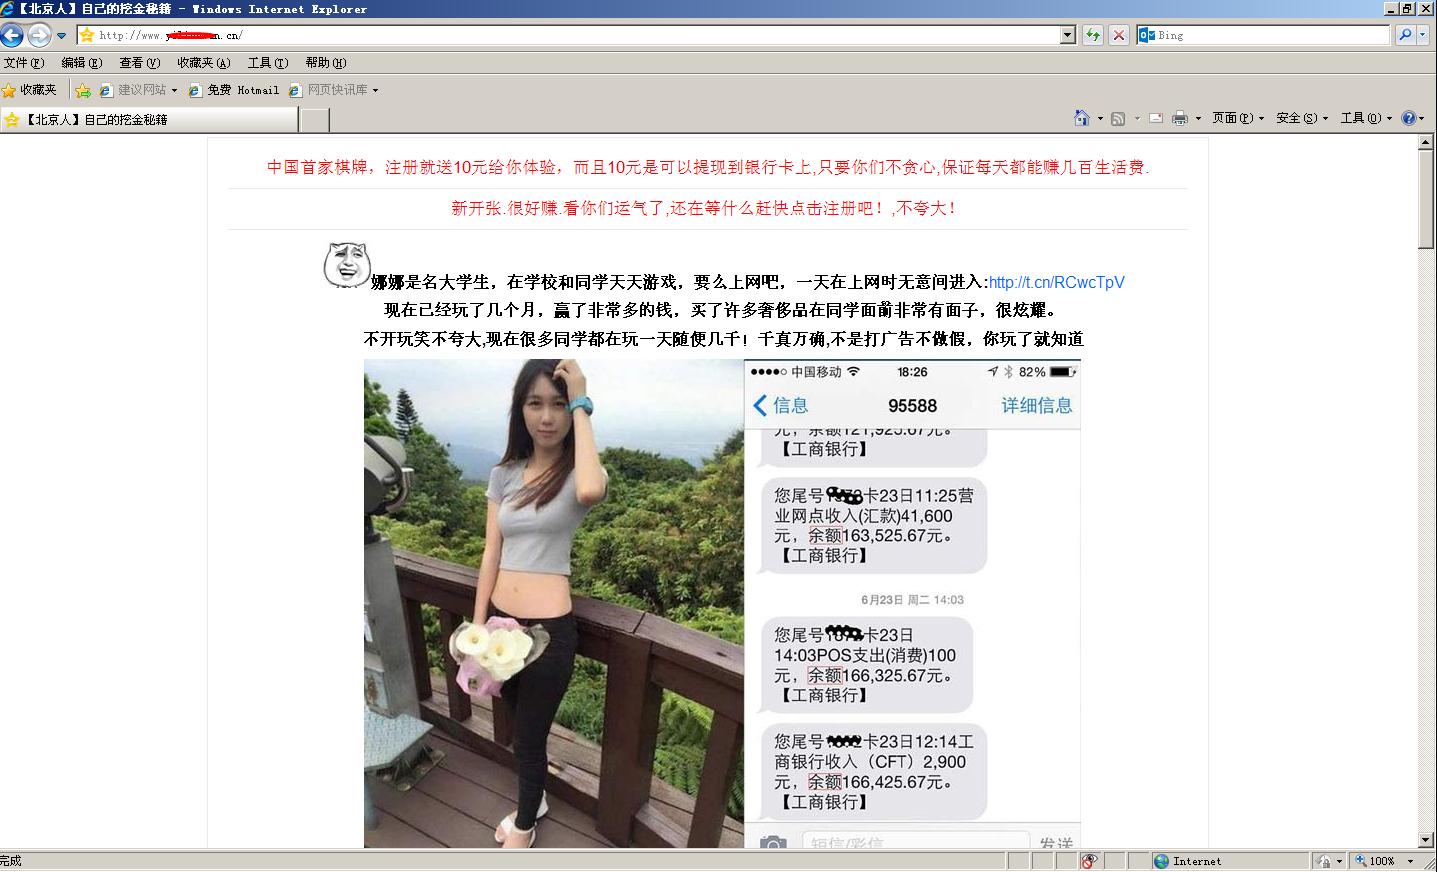 【北京人】自己的挖金秘籍 - Windows Internet Explorer
http://www.
.cn/
Bing
文件(F) 编辑(E) 查看(V) 收藏夹(A) 工具(T) 帮助(H)
收藏夹 建议网站 免费 Hotmail 网页快讯库
【北京人】自己的挖金秘籍
页面(P) 安全(S) 工具(O)
中国首家棋牌，注册就送10元给你体验，而且10元是可以提现到银行卡上,只要你们不贪心,保证每天都能赚几百生活费.
新开张.很好赚.看你们运气了,还在等什么赶快点击注册吧！,不夸大！
娜娜是名大学生，在学校和同学天天游戏，要么上网吧，一天在上网时无意间进入:http://t.cn/RCwcTpV
现在已经玩了几个月，赢了非常多的钱，买了许多奢侈品在同学面前非常有面子，很炫耀。
不开玩笑不夸大,现在很多同学都在玩一天随便几千！千真万确,不是打广告不做假，你玩了就知道
中国移动 18:26 82%
信息 95588 详细信息
元，余额121,925.67元。
【工商银行】
您尾号
卡23日11:25营
业网点收入(汇款)41,600
元，余额163,525.67元。
【工商银行】
6月23日 周二 14:03
您尾号
卡23日
14:03POS支出(消费)100
元，余额166,325.67元。
【工商银行】
您尾号
卡23日12:14工
商银行收入（CFT）2,900
元，余额166,425.67元。
【工商银行】
短信/彩信 发送
完成 Internet 100%